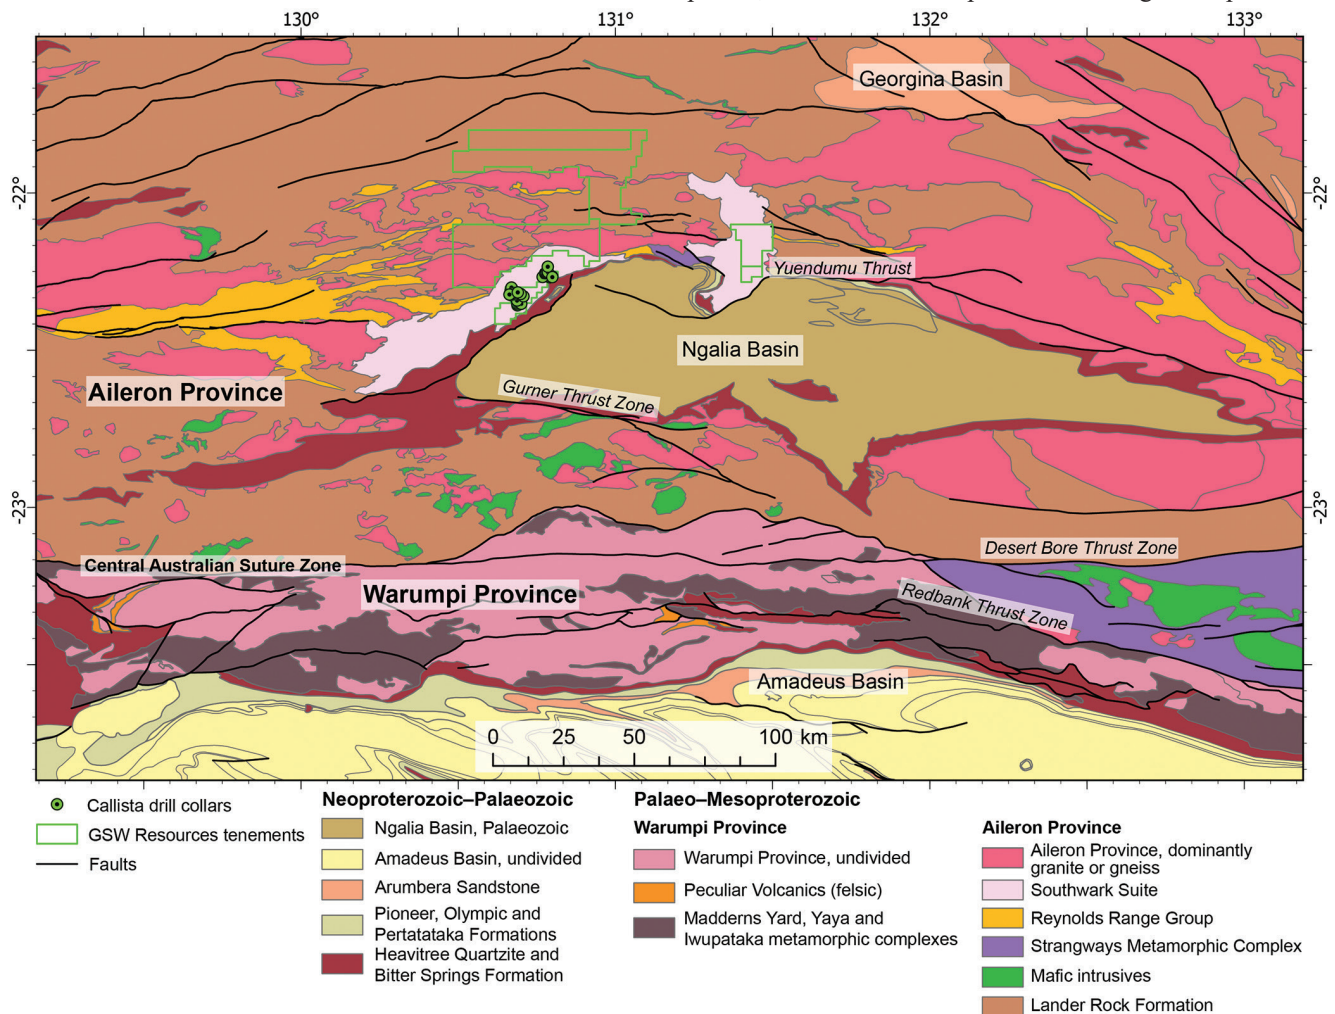 130°
131°
132°
133°
Georgina Basin
-22°
-22°
Yuendumu Thrust
Ngalia Basin
Aileron Province
Gurner Thrust Zone
-23°
-23°
Desert Bore Thrust Zone
Central Australian Suture Zone
Warumpi Province
Redbank Thrust Zone
Amadeus Basin
0 25 50 100 km
Callista drill collars
GSW Resources tenements
Faults
Neoproterozoic–Palaeozoic
Ngalia Basin, Palaeozoic
Amadeus Basin, undivided
Arumbera Sandstone
Pioneer, Olympic and
Pertatataka Formations
Heavitree Quartzite and
Bitter Springs Formation
Palaeo–Mesoproterozoic
Warumpi Province
Warumpi Province, undivided
Peculiar Volcanics (felsic)
Madderns Yard, Yaya and
Iwupataka metamorphic complexes
Aileron Province
Aileron Province, dominantly
granite or gneiss
Southwark Suite
Reynolds Range Group
Strangways Metamorphic Complex
Mafic intrusives
Lander Rock Formation